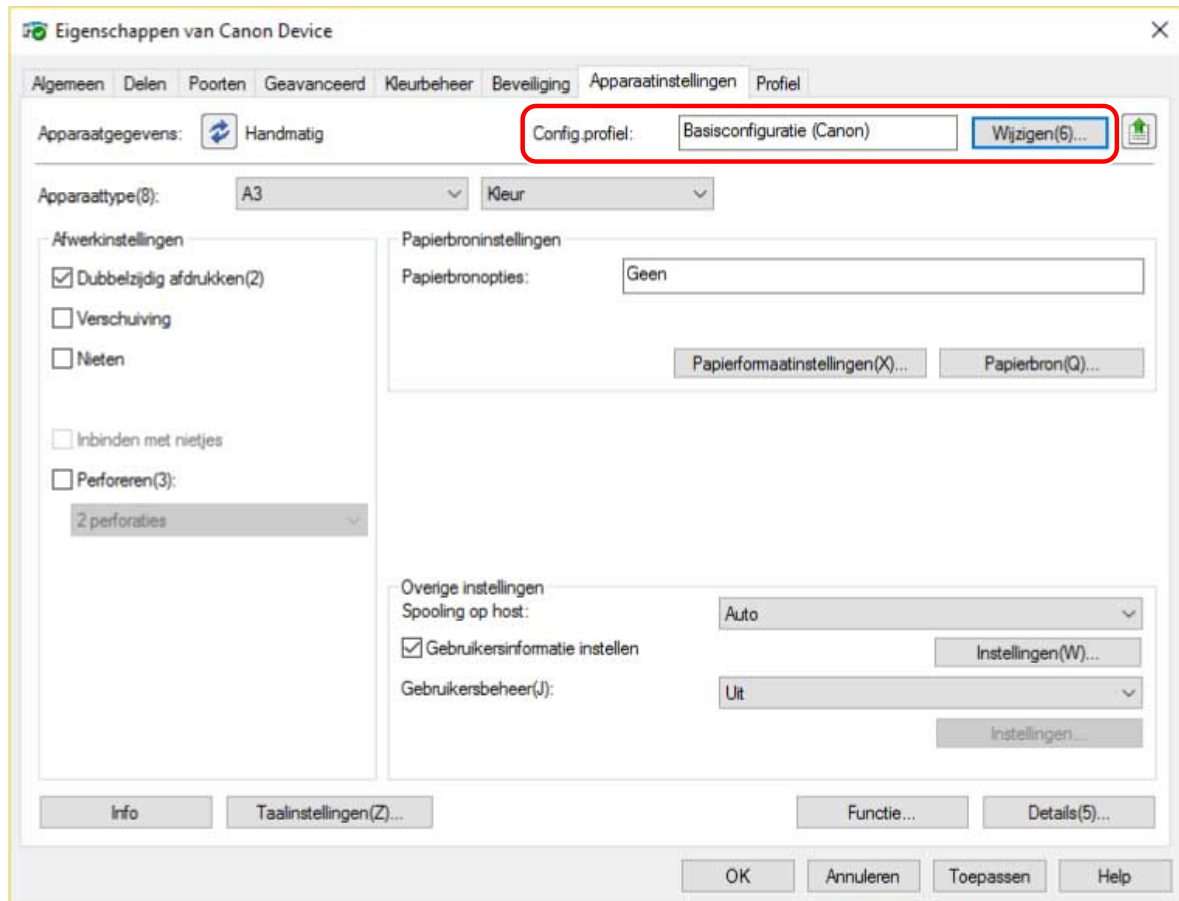 Eigenschappen van Canon Device
Algemeen Delen Poorten Geavanceerd Kleurbeheer Beveiliging Apparaatinstellingen Profiel
Apparaatgegevens: Handmatig Config.profiel: Basisconfiguratie (Canon) Wijzigen(6)...
Apparaattype(8): A3 Kleur
Afwerkinstellingen
Dubbelzijdig afdrukken(2)
Verschuiving
Nieten
Inbinden met nietjes
Perforeren(3):
2 perforaties
Papierbroninstellingen
Papierbronopties: Geen
Papierformaatinstellingen(X)... Papierbron(Q)...
Overige instellingen
Spooling op host: Auto
Gebruikersinformatie instellen Instellingen(W)...
Gebruikersbeheer(J): Uit
Instellingen...
Info Taalinstellingen(Z)... Functie... Details(5)...
OK Annuleren Toepassen Help